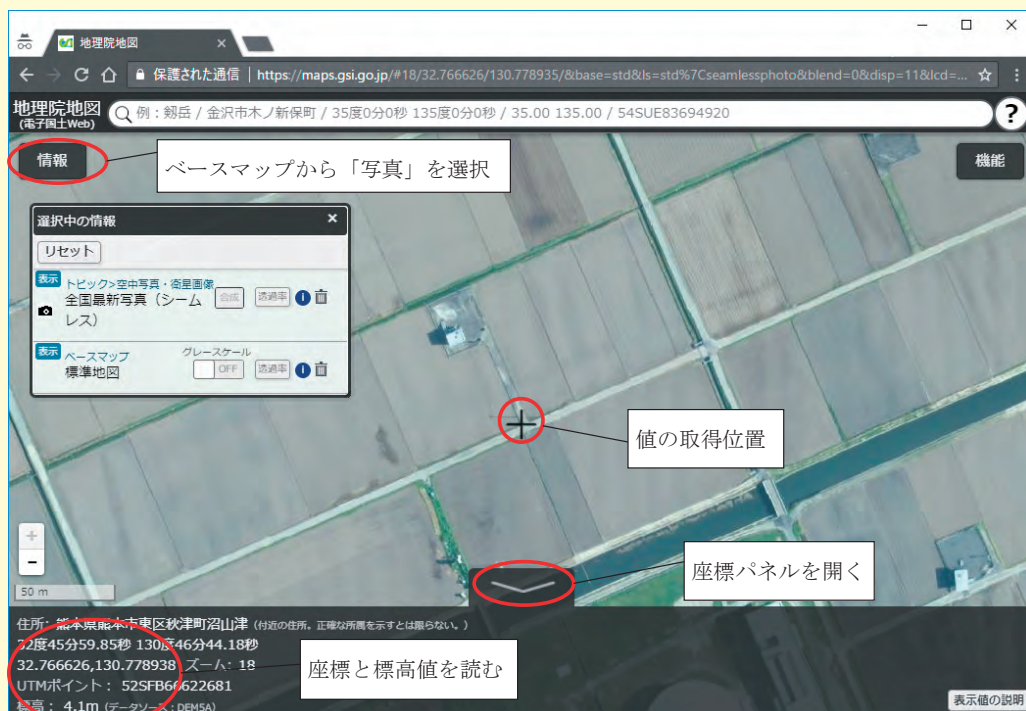 地理院地図
保護された通信 | https://maps.gsi.go.jp/#18/32.766626/130.778935/&base=std&ls=std%7Cseamlessphoto&blend=0&disp=11&lcd=...
地理院地図
(電子国土Web)
例：剱岳 / 金沢市木ノ新保町 / 35度0分0秒 135度0分0秒 / 35.00 135.00 / 54SUE83694920
?
情報
ベースマップから「写真」を選択
機能
選択中の情報
リセット
表示
トピック>空中写真・衛星画像
全国最新写真（シームレス）
合成
透過率
表示
ベースマップ
標準地図
グレースケール
OFF
透過率
値の取得位置
+
-
50 m
座標パネルを開く
住所: 熊本県熊本市東区秋津町沼山津 (付近の住所。正確な所属を示すとは限らない。)
32度45分59.85秒 130度46分44.18秒
32.766626,130.778938 ズーム: 18
座標と標高値を読む
UTMポイント： 52SFB66622681
標高： 4.1m (データソース：DEM5A)
表示値の説明